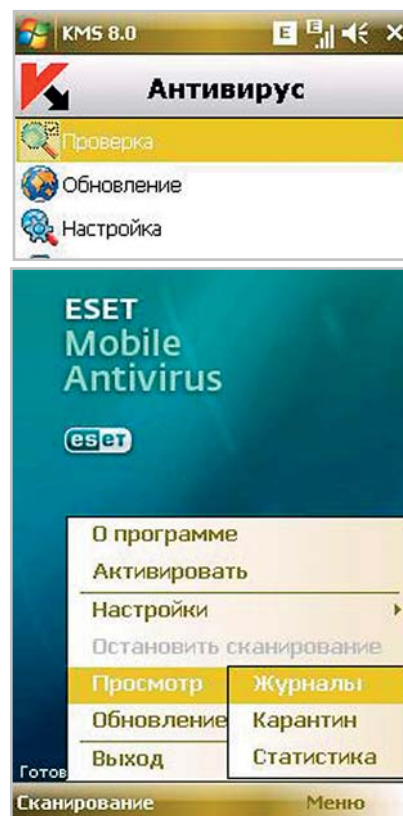 KMS 8.0
E E
Антивирус
Проверка
Обновление
Настройка
ESET
Mobile
Antivirus
eseT
О программе
Активировать
Настройки
Остановить сканирование
Просмотр Журналы
Обновление Карантин
Выход Статистика
Готов
Сканирование Меню